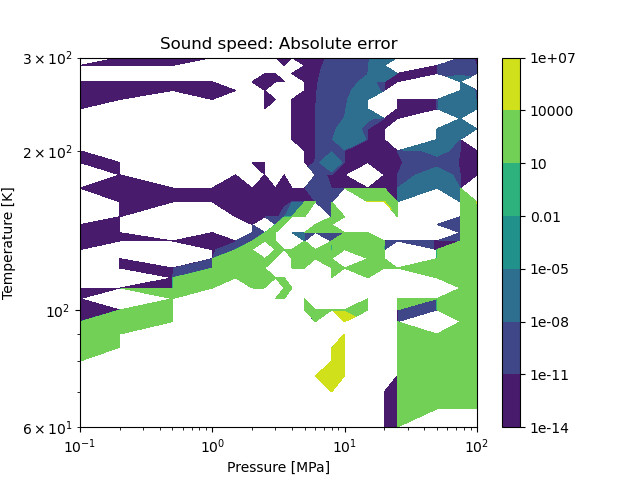 Sound speed: Absolute error
3 × 10²
2 × 10²
10²
6 × 10¹
Temperature [K]
10⁻¹
10⁰
10¹
10²
Pressure [MPa]
1e+07
10000
10
0.01
1e-05
1e-08
1e-11
1e-14